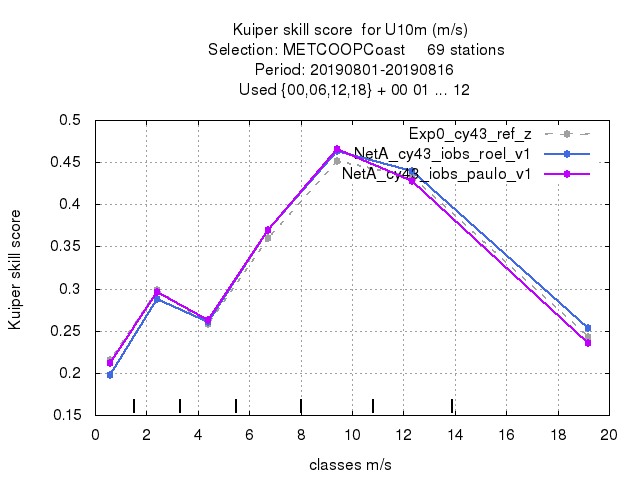 Kuiper skill score  for U10m (m/s)
Selection: METCOOPCoast     69 stations
Period: 20190801-20190816
Used {00,06,12,18} + 00 01 ... 12
Exp0_cy43_ref_z
NetA_cy43_iobs_roel_v1
NetA_cy43_iobs_paulo_v1
0.5
0.45
0.4
0.35
0.3
0.25
0.2
0.15
Kuiper skill score
0 2 4 6 8 10 12 14 16 18 20
classes m/s